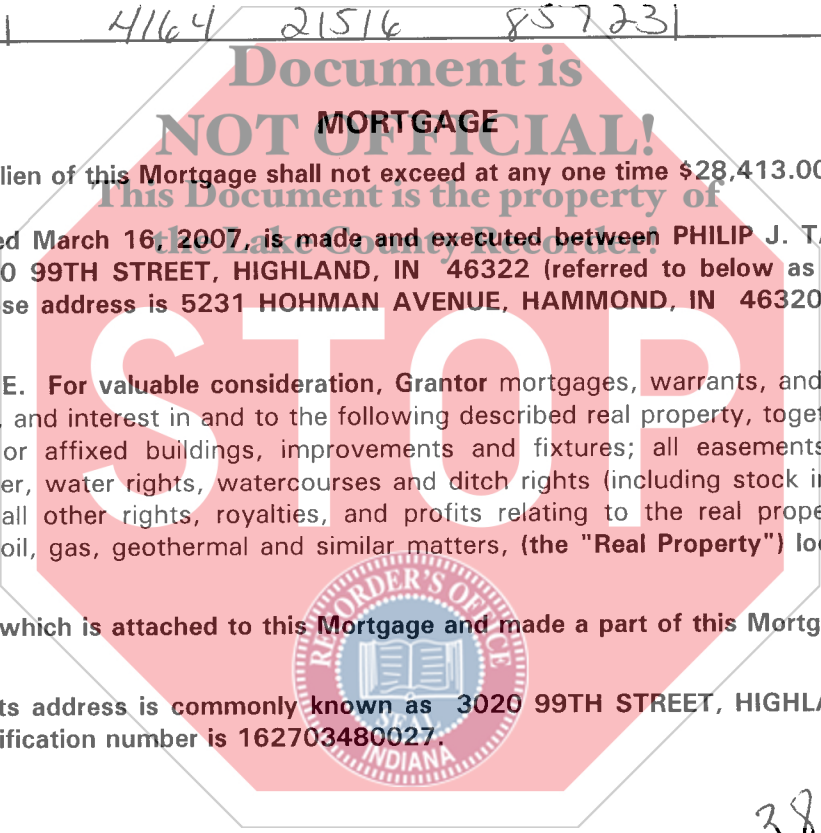 4164 21516 857231
Document is
NOT OFFICIAL!
MORTGAGE
lien of this Mortgage shall not exceed at any one time $28,413.00
This Document is the property of
ed March 16, 2007, is made and executed between PHILIP J. TA
the Lake County Recorder!
0 99TH STREET, HIGHLAND, IN 46322 (referred to below as
se address is 5231 HOHMAN AVENUE, HAMMOND, IN 46320
STOP
E. For valuable consideration, Grantor mortgages, warrants, and
, and interest in and to the following described real property, toget
or affixed buildings, improvements and fixtures; all easements
er, water rights, watercourses and ditch rights (including stock in
all other rights, royalties, and profits relating to the real prope
oil, gas, geothermal and similar matters, (the "Real Property") loc
RECORDER'S OFFICE
which is attached to this Mortgage and made a part of this Mortg
ts address is commonly known as 3020 99TH STREET, HIGHLA
SEAL
ification number is 162703480027.
INDIANA
38